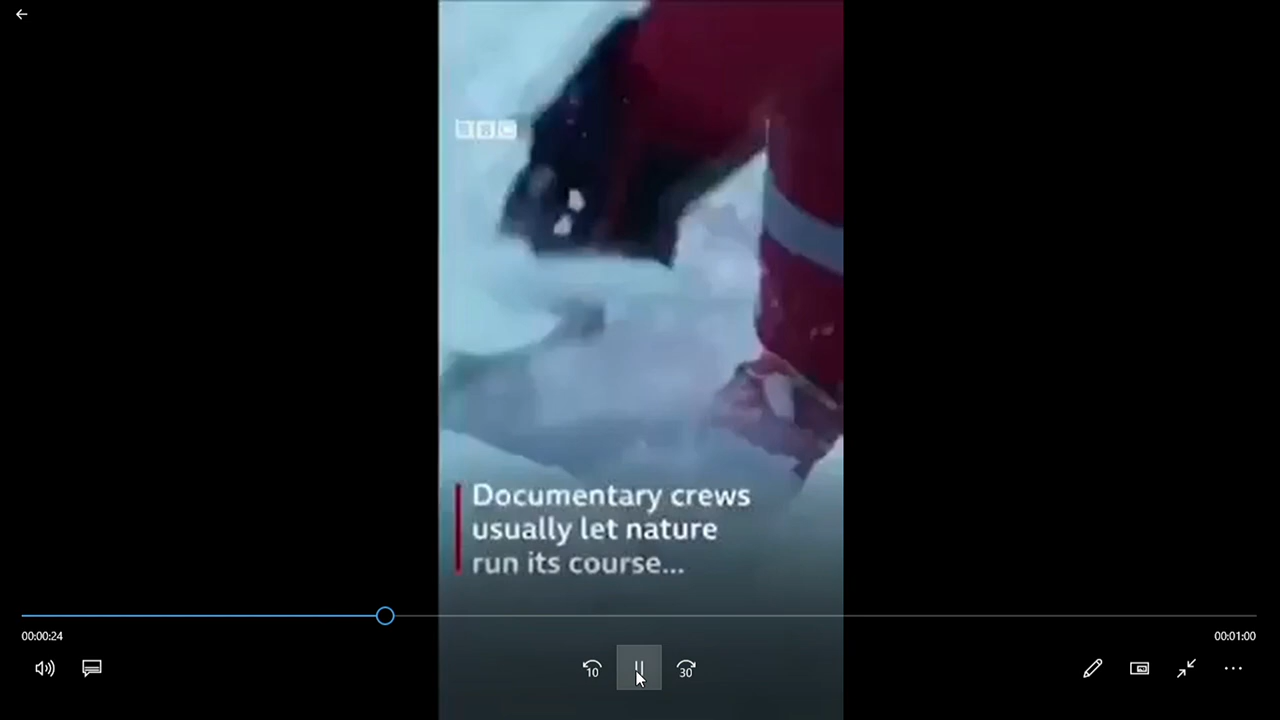 BBC
Documentary crews
usually let nature
run its course...
00:00:24
00:01:00
10
30